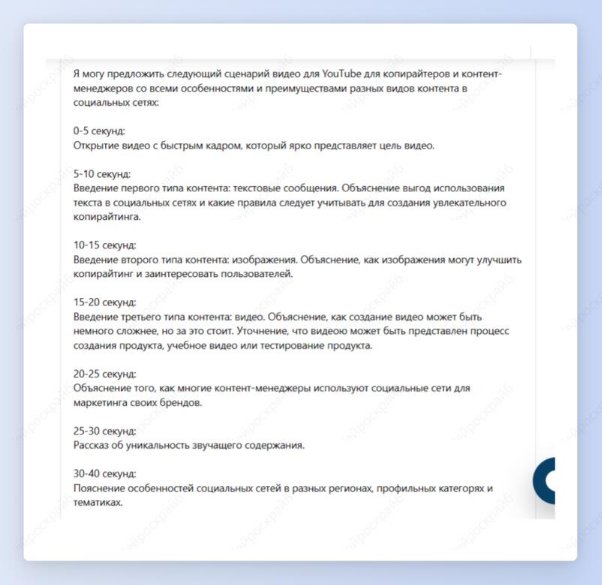 Я могу предложить следующий сценарий видео для YouTube для копирайтеров и контент-
менеджеров со всеми особенностями и преимуществами разных видов контента в
социальных сетях:
0-5 секунд:
Открытие видео с быстрым кадром, который ярко представляет цель видео.
5-10 секунд:
Введение первого типа контента: текстовые сообщения. Объяснение выгод использования
текста в социальных сетях и какие правила следует учитывать для создания увлекательного
копирайтинга.
10-15 секунд:
Введение второго типа контента: изображения. Объяснение, как изображения могут улучшить
копирайтинг и заинтересовать пользователей.
15-20 секунд:
Введение третьего типа контента: видео. Объяснение, как создание видео может быть
немного сложнее, но за это стоит. Уточнение, что видеою может быть представлен процесс
создания продукта, учебное видео или тестирование продукта.
20-25 секунд:
Объяснение того, как многие контент-менеджеры используют социальные сети для
маркетинга своих брендов.
25-30 секунд:
Рассказ об уникальность звучащего содержания.
30-40 секунд:
Пояснение особенностей социальных сетей в разных регионах, профильных категорях и
тематиках.